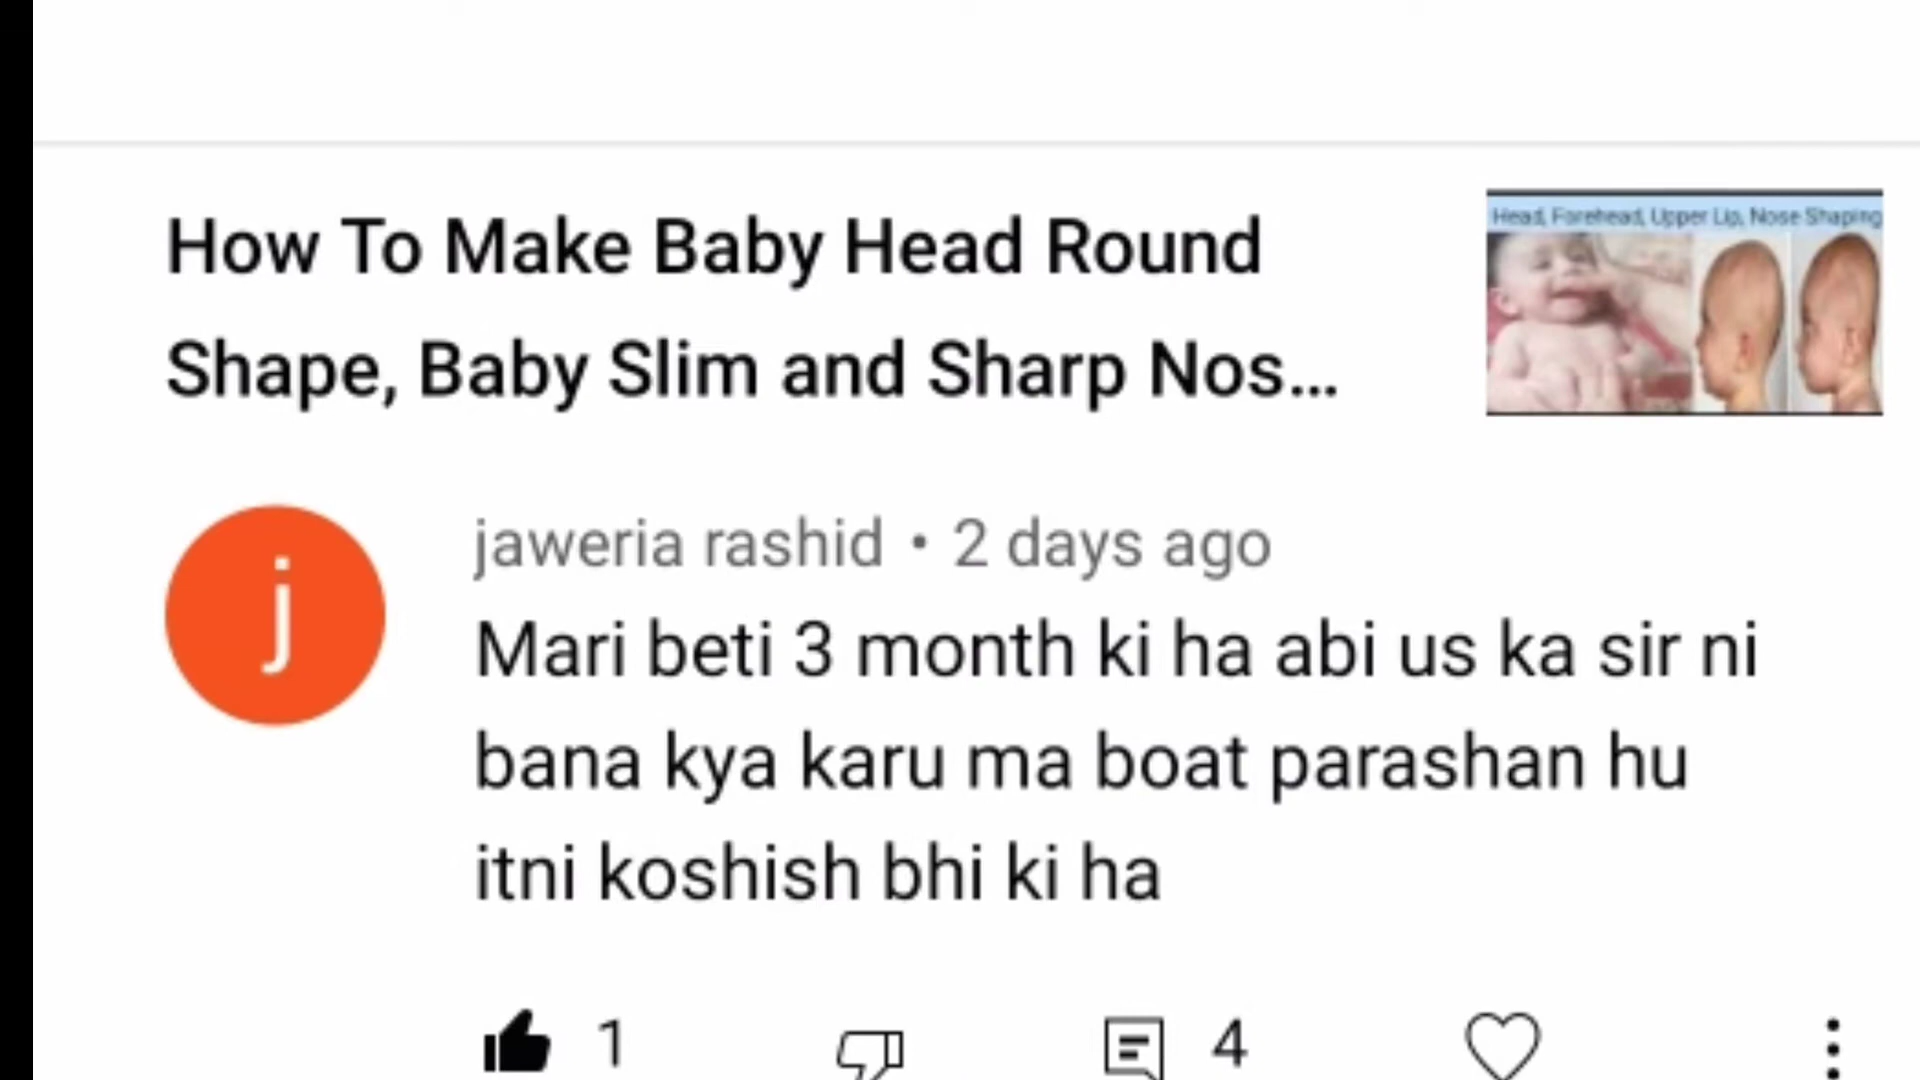 How To Make Baby Head Round
Shape, Baby Slim and Sharp Nos...
Head, Forehead, Upper Lip, Nose Shaping
j
jaweria rashid • 2 days ago
Mari beti 3 month ki ha abi us ka sir ni
bana kya karu ma boat parashan hu
itni koshish bhi ki ha
1
4